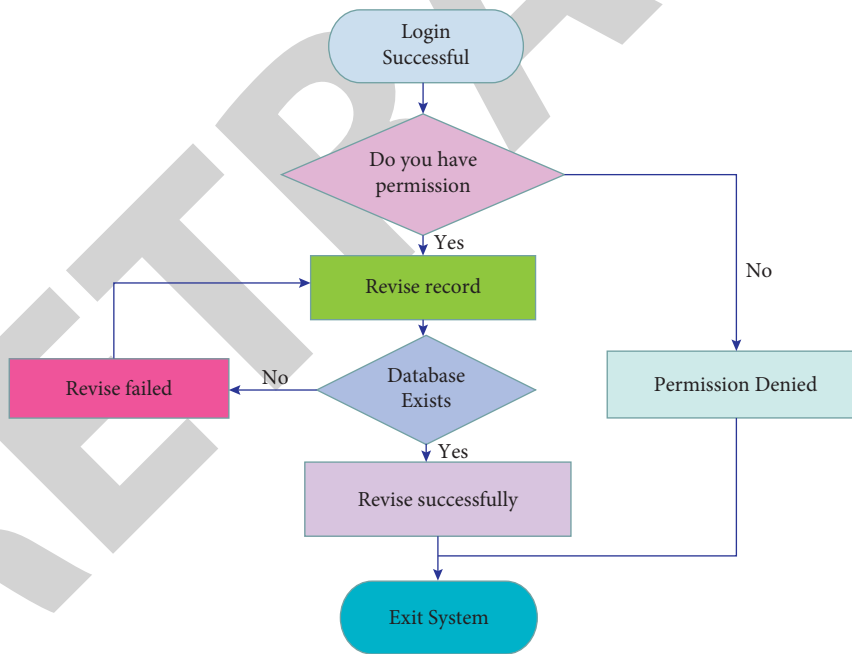 Login
Successful
Do you have
permission
Yes
Revise record
No
Revise failed
No
Database
Exists
Permission Denied
Yes
Revise successfully
Exit System